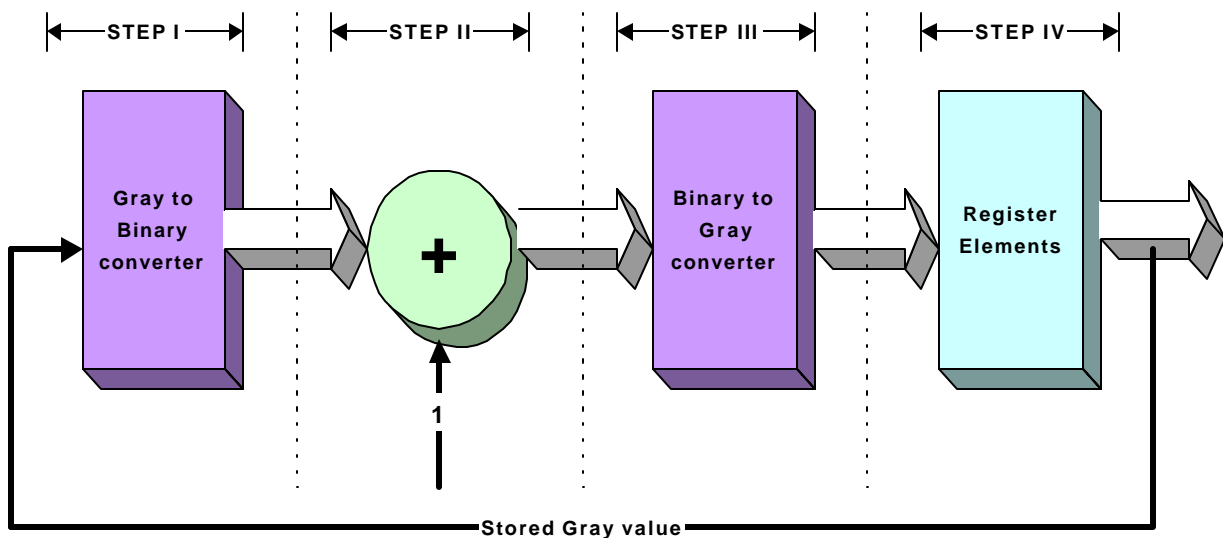 STEP I
STEP II
STEP III
STEP IV
Gray to
Binary
converter
+
1
Binary to
Gray
converter
Register
Elements
Stored Gray value